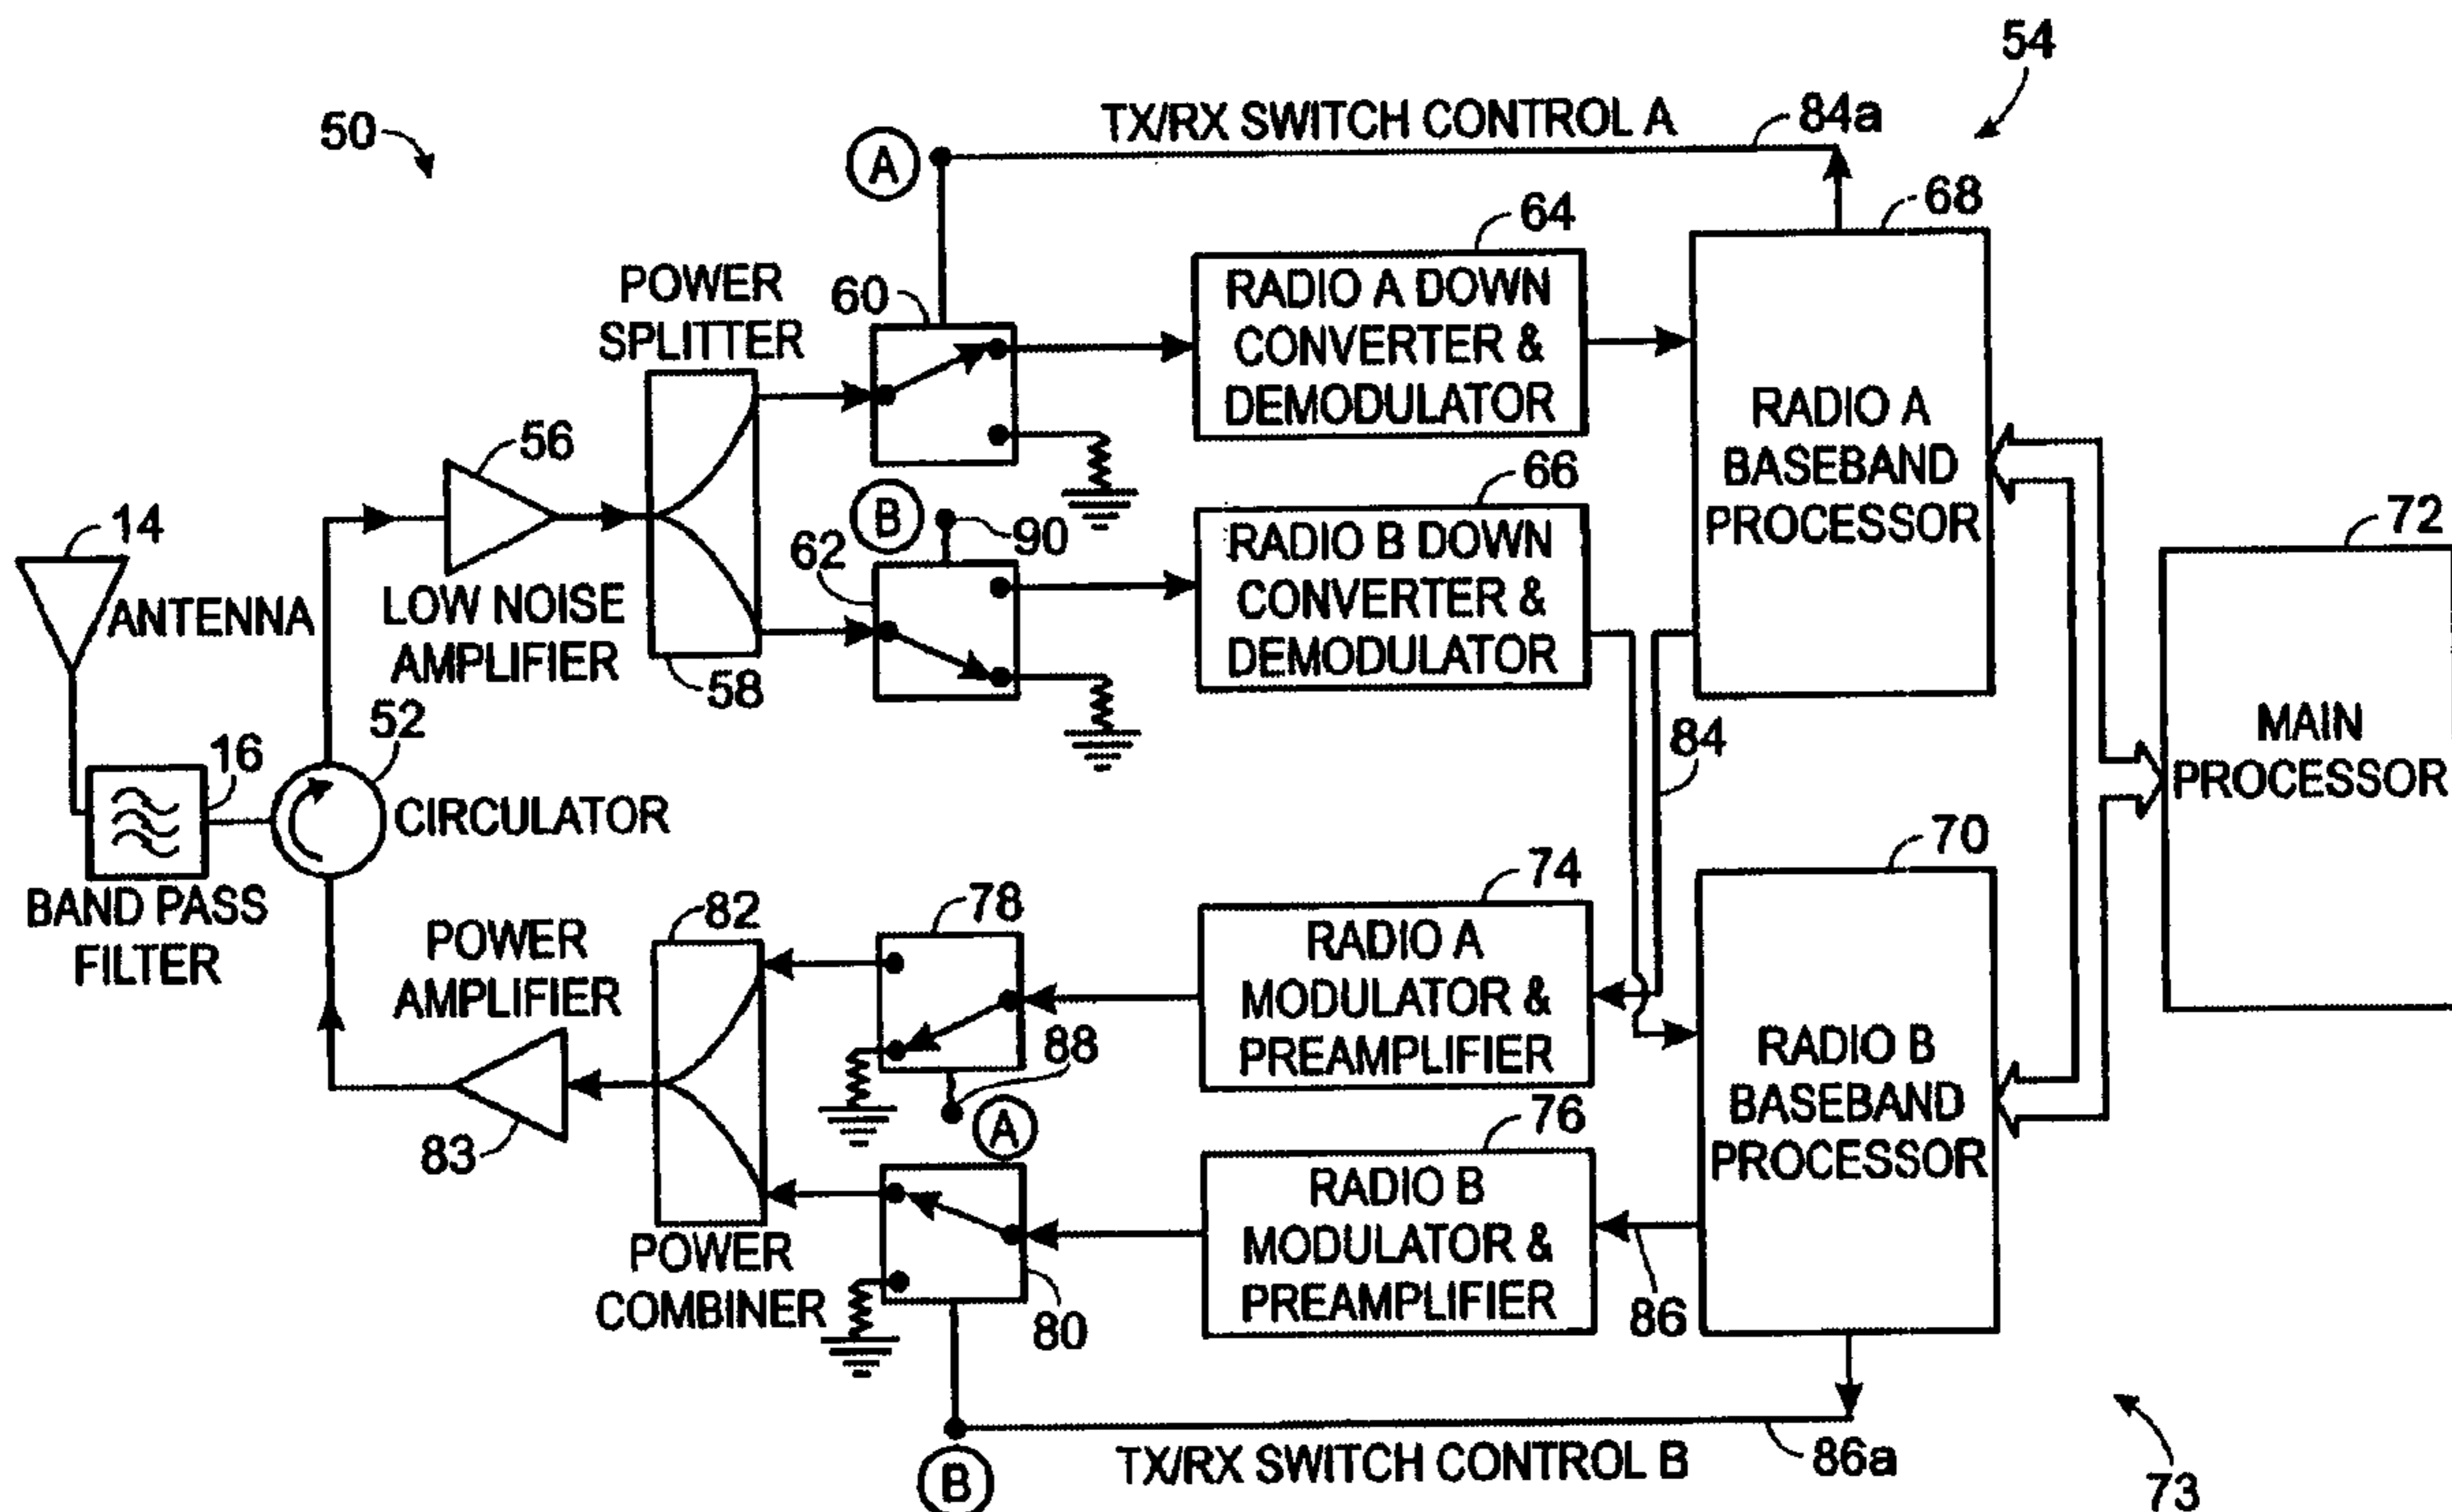 54
50
TX/RX SWITCH CONTROL A
84a
A
68
64
POWER
SPLITTER
60
RADIO A DOWN
CONVERTER &
DEMODULATOR
RADIO A
BASEBAND
PROCESSOR
56
66
B
90
72
14
62
RADIO B DOWN
CONVERTER &
DEMODULATOR
ANTENNA
LOW NOISE
AMPLIFIER
58
52
16
84
MAIN
PROCESSOR
CIRCULATOR
70
BAND PASS
FILTER
82
78
74
POWER
AMPLIFIER
RADIO A
MODULATOR &
PREAMPLIFIER
88
RADIO B
BASEBAND
PROCESSOR
83
A
76
RADIO B
MODULATOR &
PREAMPLIFIER
POWER
COMBINER
80
86
TX/RX SWITCH CONTROL B
86a
B
73